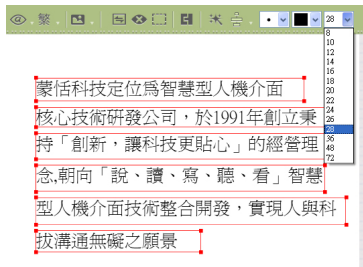 繁 28
8
10
12
14
16
18
20
22
24
26
28
36
48
72
蒙恬科技定位爲智慧型人機介面
核心技術研發公司，於1991年創立秉
持「創新，讓科技更貼心」的經營理
念,朝向「說、讀、寫、聽、看」智慧
型人機介面技術整合開發，實現人與科
拔溝通無礙之願景